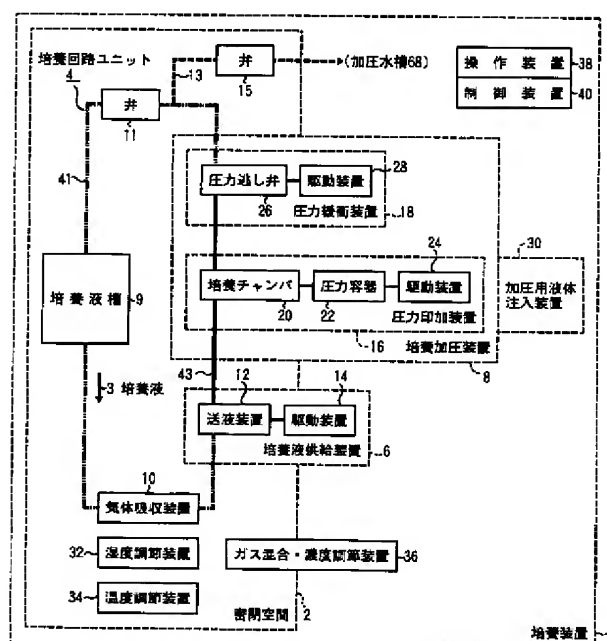 培養回路ユニット
4
13
弁
15
(加圧水槽68)
操作装置
38
制御装置
40
弁
11
41
圧力逃し弁
26
駆動装置
28
圧力緩衝装置
18
24
30
培養液槽
9
培養チャンバ
20
圧力容器
22
駆動装置
圧力印加装置
加圧用液体
注入装置
16
培養加圧装置
8
43
3 培養液
12
14
送液装置
駆動装置
培養液供給装置
6
10
気体吸収装置
32
湿度調節装置
ガス混合・濃度調節装置
36
34
温度調節装置
密閉空間
2
培養装置